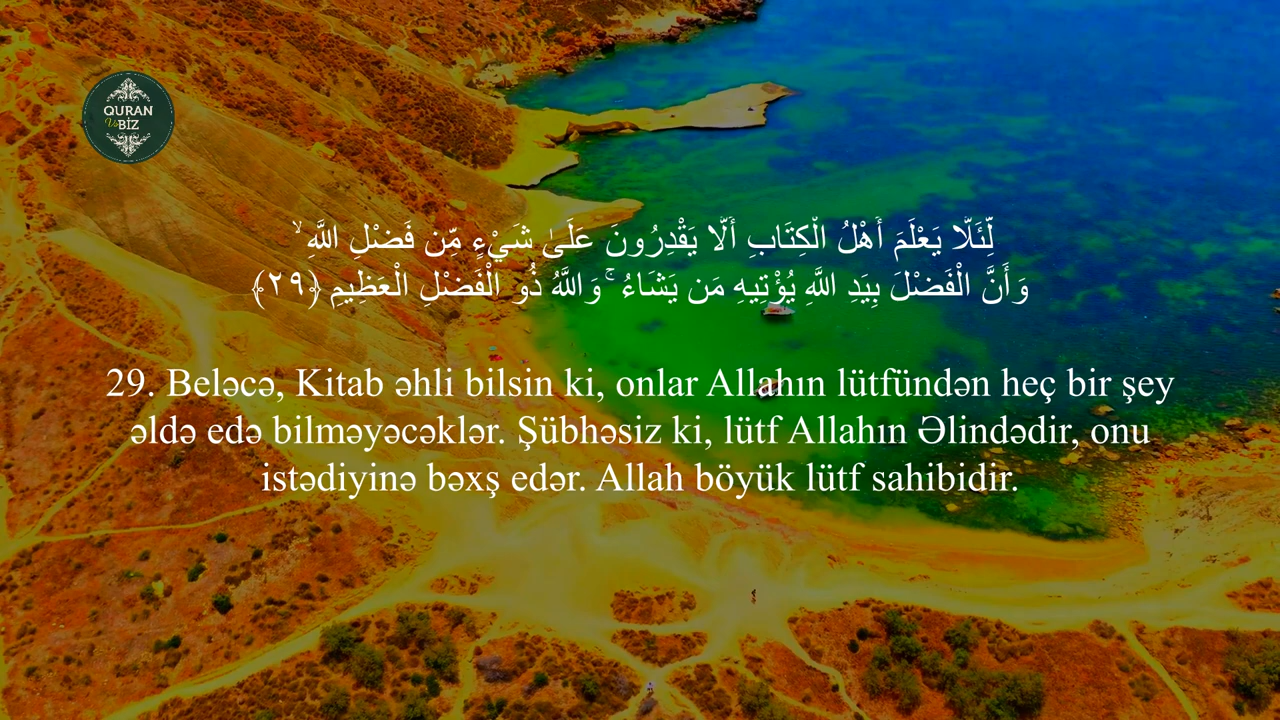 QURAN
Və BİZ
لِّئَلَّا يَعْلَمَ أَهْلُ الْكِتَابِ أَلَّا يَقْدِرُونَ عَلَىٰ شَيْءٍ مِّن فَضْلِ اللَّهِ ۙ
وَأَنَّ الْفَضْلَ بِيَدِ اللَّهِ يُؤْتِيهِ مَن يَشَاءُ ۚ وَاللَّهُ ذُو الْفَضْلِ الْعَظِيمِ ﴿٢٩﴾
29. Beləcə, Kitab əhli bilsin ki, onlar Allahın lütfündən heç bir şey
əldə edə bilməyəcəklər. Şübhəsiz ki, lütf Allahın Əlindədir, onu
istədiyinə bəxş edər. Allah böyük lütf sahibidir.